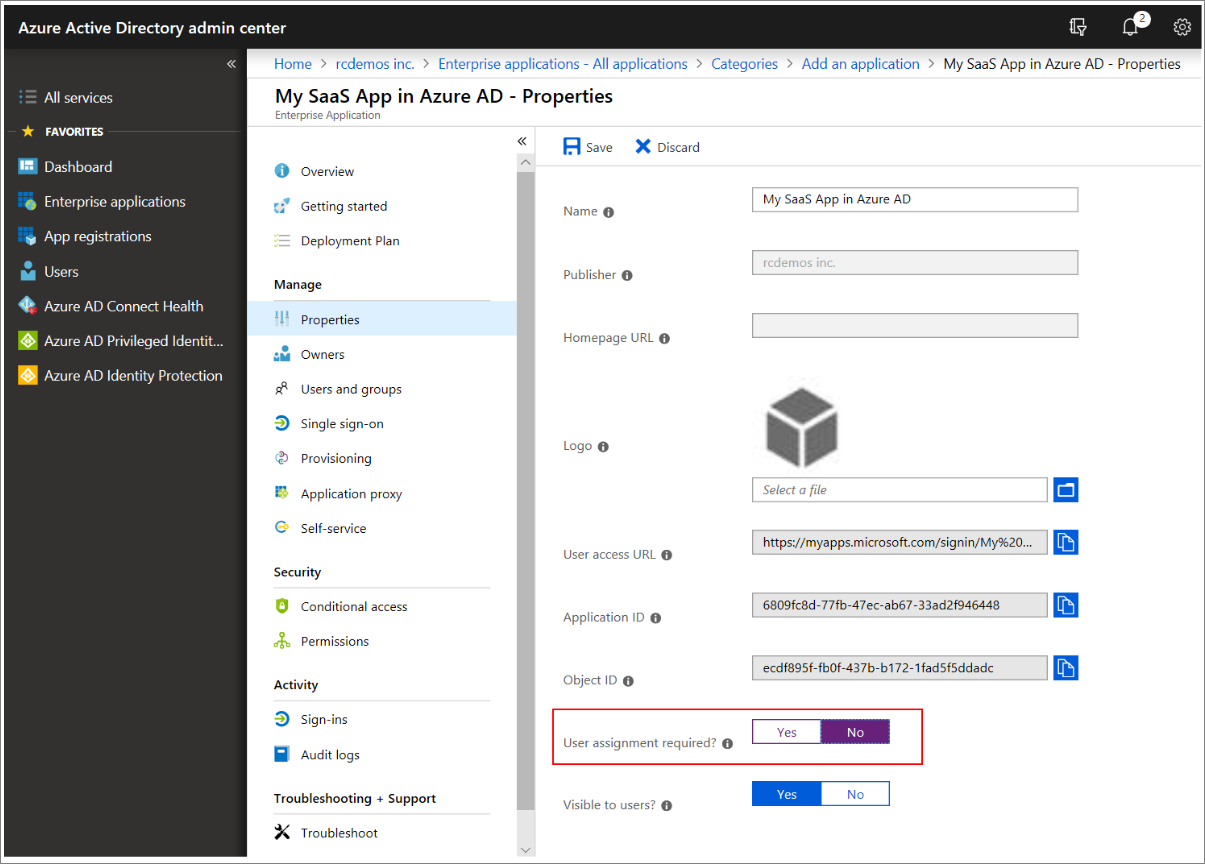 Azure Active Directory admin center
2
«
All services
FAVORITES
Dashboard
Enterprise applications
App registrations
Users
Azure AD Connect Health
Azure AD Privileged Identit...
Azure AD Identity Protection
Home > rcdemos inc. > Enterprise applications - All applications > Categories > Add an application > My SaaS App in Azure AD - Properties
My SaaS App in Azure AD - Properties
Enterprise Application
«
Overview
Getting started
Deployment Plan
Manage
Properties
Owners
Users and groups
Single sign-on
Provisioning
Application proxy
Self-service
Security
Conditional access
Permissions
Activity
Sign-ins
Audit logs
Troubleshooting + Support
Troubleshoot
Save Discard
Name My SaaS App in Azure AD
Publisher rcdemos inc.
Homepage URL
Logo
Select a file
User access URL https://myapps.microsoft.com/signin/My%20...
Application ID 6809fc8d-77fb-47ec-ab67-33ad2f946448
Object ID ecdf895f-fb0f-437b-b172-1fad5f5ddadc
User assignment required? Yes No
Visible to users? Yes No